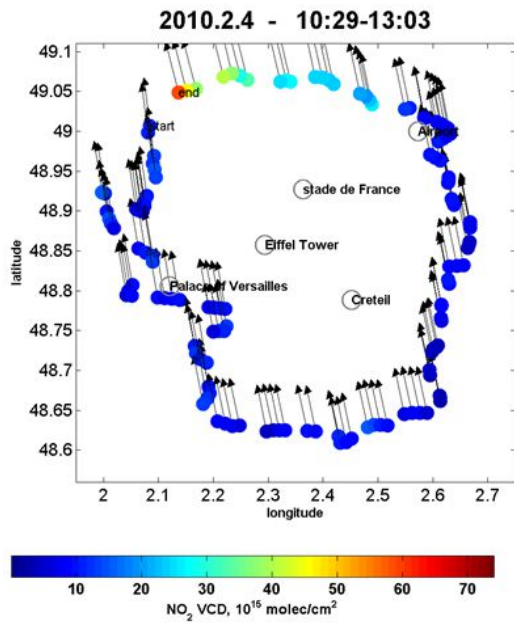 2010.2.4 - 10:29-13:03
49.1
49.05
49
48.95
48.9
48.85
48.8
48.75
48.7
48.65
48.6
latitude
end
start
Airport
stade de France
Eiffel Tower
Palace of Versailles
Creteil
2
2.1
2.2
2.3
2.4
2.5
2.6
2.7
longitude
10
20
30
40
50
60
70
NO2 VCD, 10^15 molec/cm^2